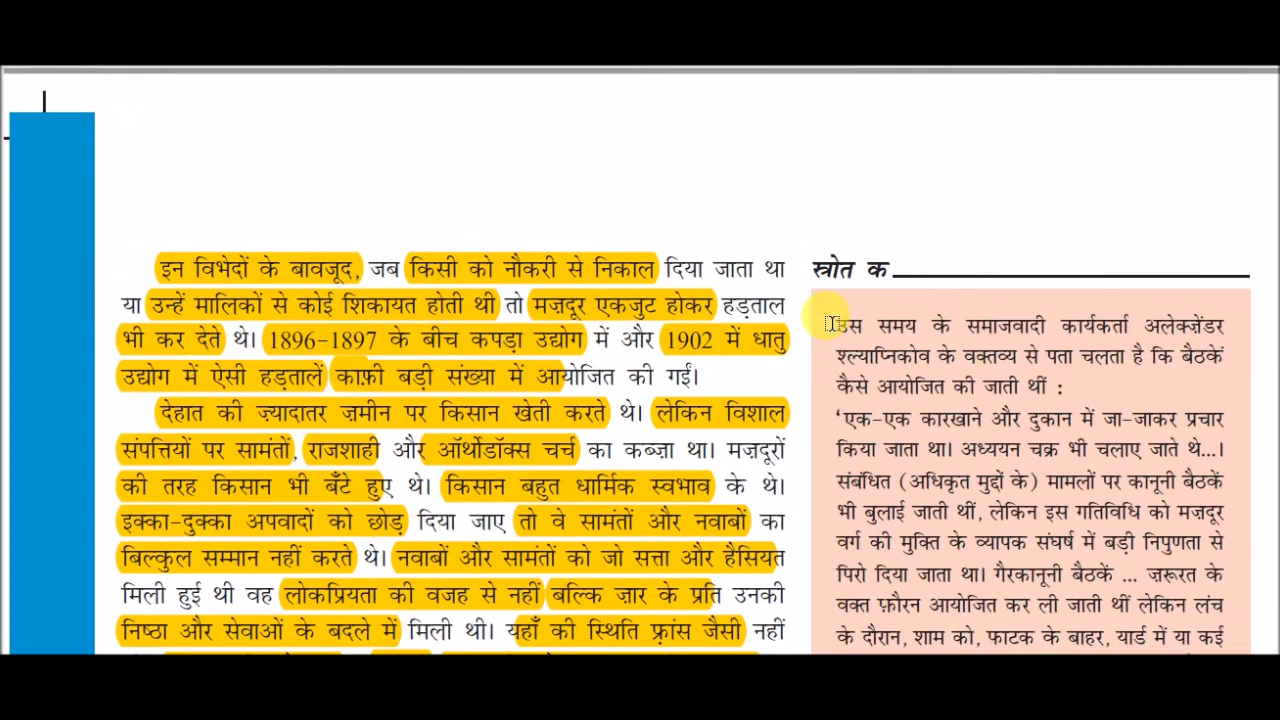 इन विभेदों के बावजूद, जब किसी को नौकरी से निकाल दिया जाता था
या उन्हें मालिकों से कोई शिकायत होती थी तो मज़दूर एकजुट होकर हड़ताल
भी कर देते थे। 1896-1897 के बीच कपड़ा उद्योग में और 1902 में धातु
उद्योग में ऐसी हड़तालें काफ़ी बड़ी संख्या में आयोजित की गईं।
देहात की ज़्यादातर ज़मीन पर किसान खेती करते थे। लेकिन विशाल
संपत्तियों पर सामंतों, राजशाही और ऑर्थोडॉक्स चर्च का कब्ज़ा था। मज़दूरों
की तरह किसान भी बँटे हुए थे। किसान बहुत धार्मिक स्वभाव के थे।
इक्का-दुक्का अपवादों को छोड़ दिया जाए तो वे सामंतों और नवाबों का
बिल्कुल सम्मान नहीं करते थे। नवाबों और सामंतों को जो सत्ता और हैसियत
मिली हुई थी वह लोकप्रियता की वजह से नहीं बल्कि ज़ार के प्रति उनकी
निष्ठा और सेवाओं के बदले में मिली थी। यहाँ की स्थिति फ़्रांस जैसी नहीं
स्त्रोत क
उस समय के समाजवादी कार्यकर्ता अलेक्ज़ेंडर
श्ल्याप्निकोव के वक्तव्य से पता चलता है कि बैठकें
कैसे आयोजित की जाती थीं :
‘एक-एक कारखाने और दुकान में जा-जाकर प्रचार
किया जाता था। अध्ययन चक्र भी चलाए जाते थे...।
संबंधित (अधिकृत मुद्दों के) मामलों पर कानूनी बैठकें
भी बुलाई जाती थीं, लेकिन इस गतिविधि को मज़दूर
वर्ग की मुक्ति के व्यापक संघर्ष में बड़ी निपुणता से
पिरो दिया जाता था। गैरकानूनी बैठकें ... ज़रूरत के
वक्त फ़ौरन आयोजित कर ली जाती थीं लेकिन लंच
के दौरान, शाम को, फाटक के बाहर, यार्ड में या कई